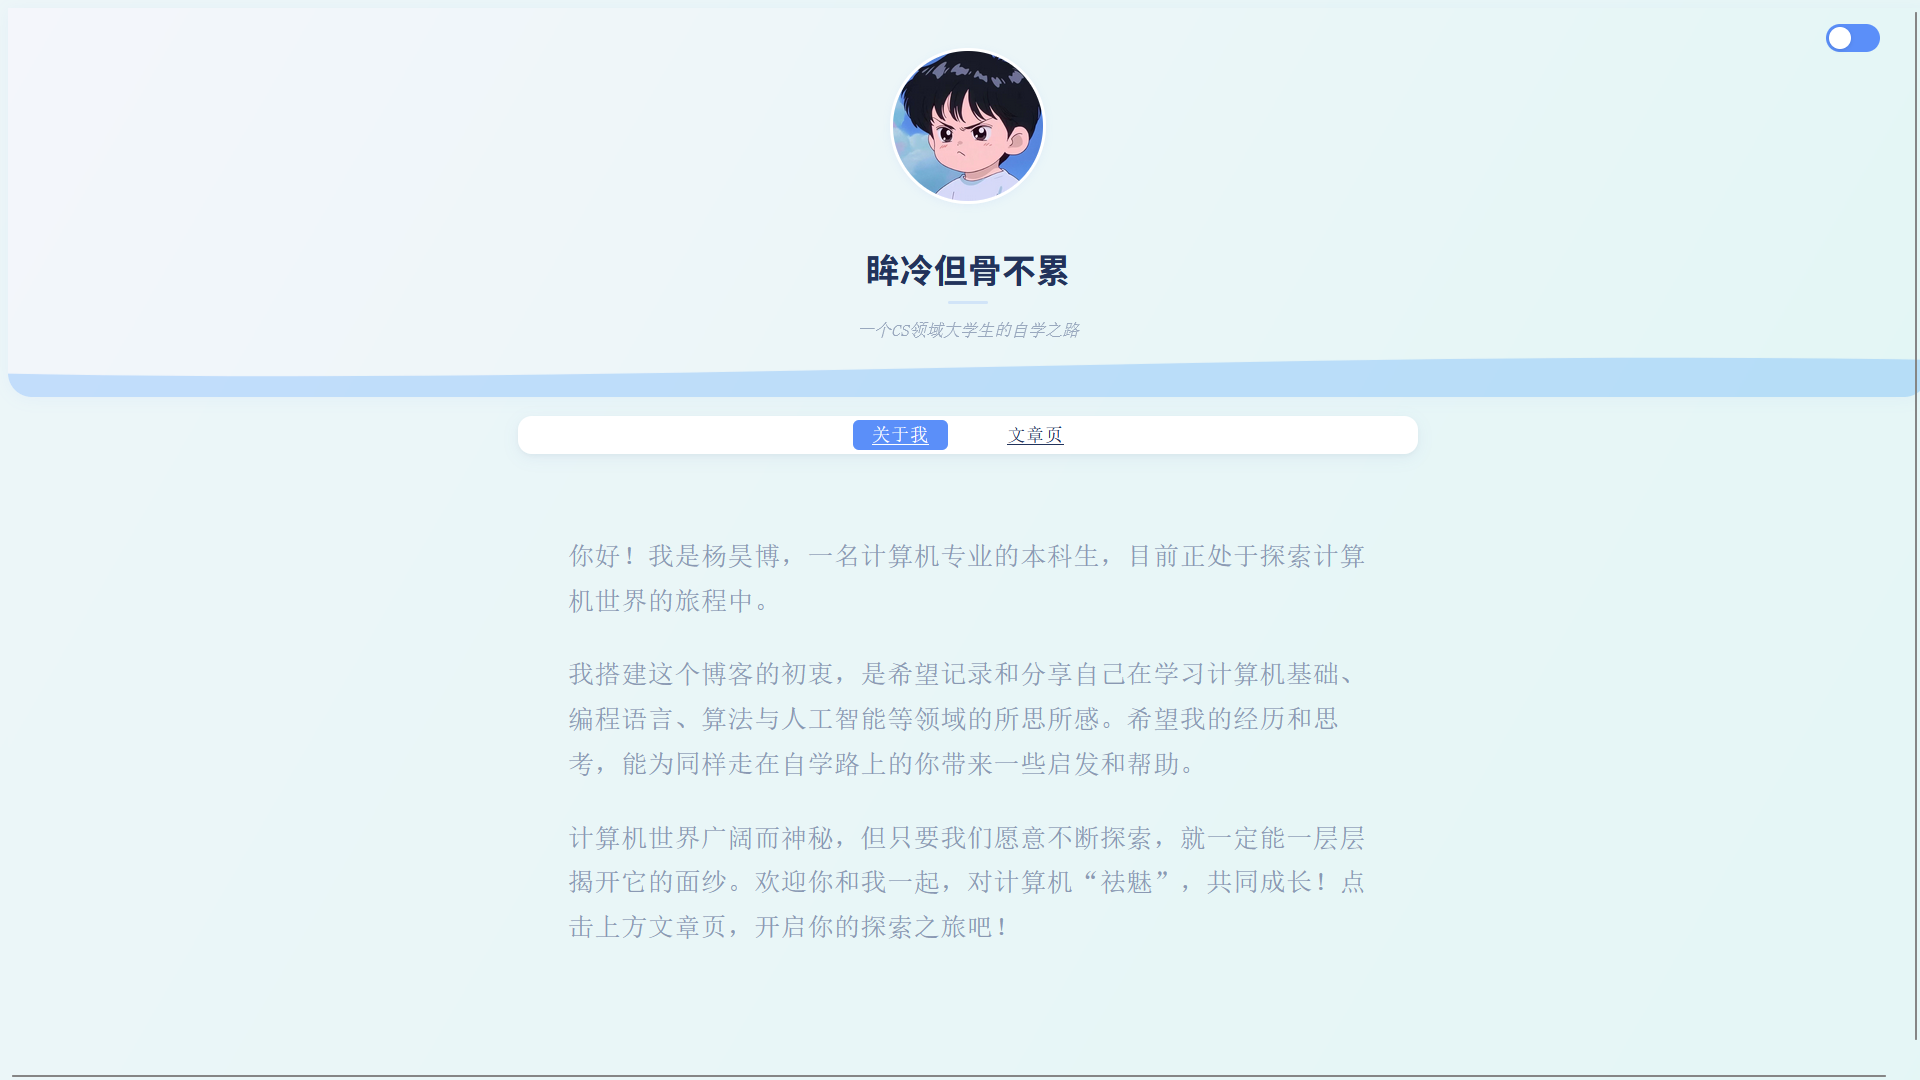 眸冷但骨不累
一个CS领域大学生的自学之路
关于我
文章页
你好！我是杨昊博，一名计算机专业的本科生，目前正处于探索计算
机世界的旅程中。
我搭建这个博客的初衷，是希望记录和分享自己在学习计算机基础、
编程语言、算法与人工智能等领域的所思所感。希望我的经历和思
考，能为同样走在自学路上的你带来一些启发和帮助。
计算机世界广阔而神秘，但只要我们愿意不断探索，就一定能一层层
揭开它的面纱。欢迎你和我一起，对计算机“祛魅”，共同成长！点
击上方文章页，开启你的探索之旅吧！